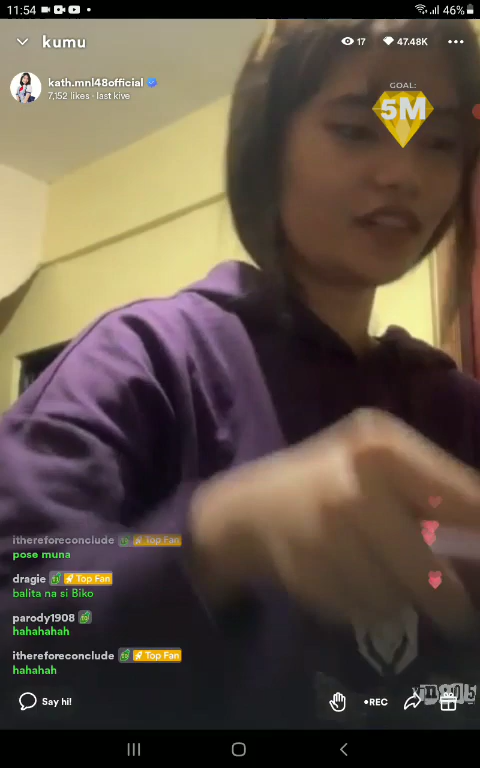 11:54
46%
kumu
17
47.48K
kath.mnl48official
7,152 likes • last kive
GOAL:
5M
ithereforeconclude Top Fan
pose muna
dragie Top Fan
balita na si Biko
parody1908
hahahahah
ithereforeconclude Top Fan
hahahah
Say hi!
•REC